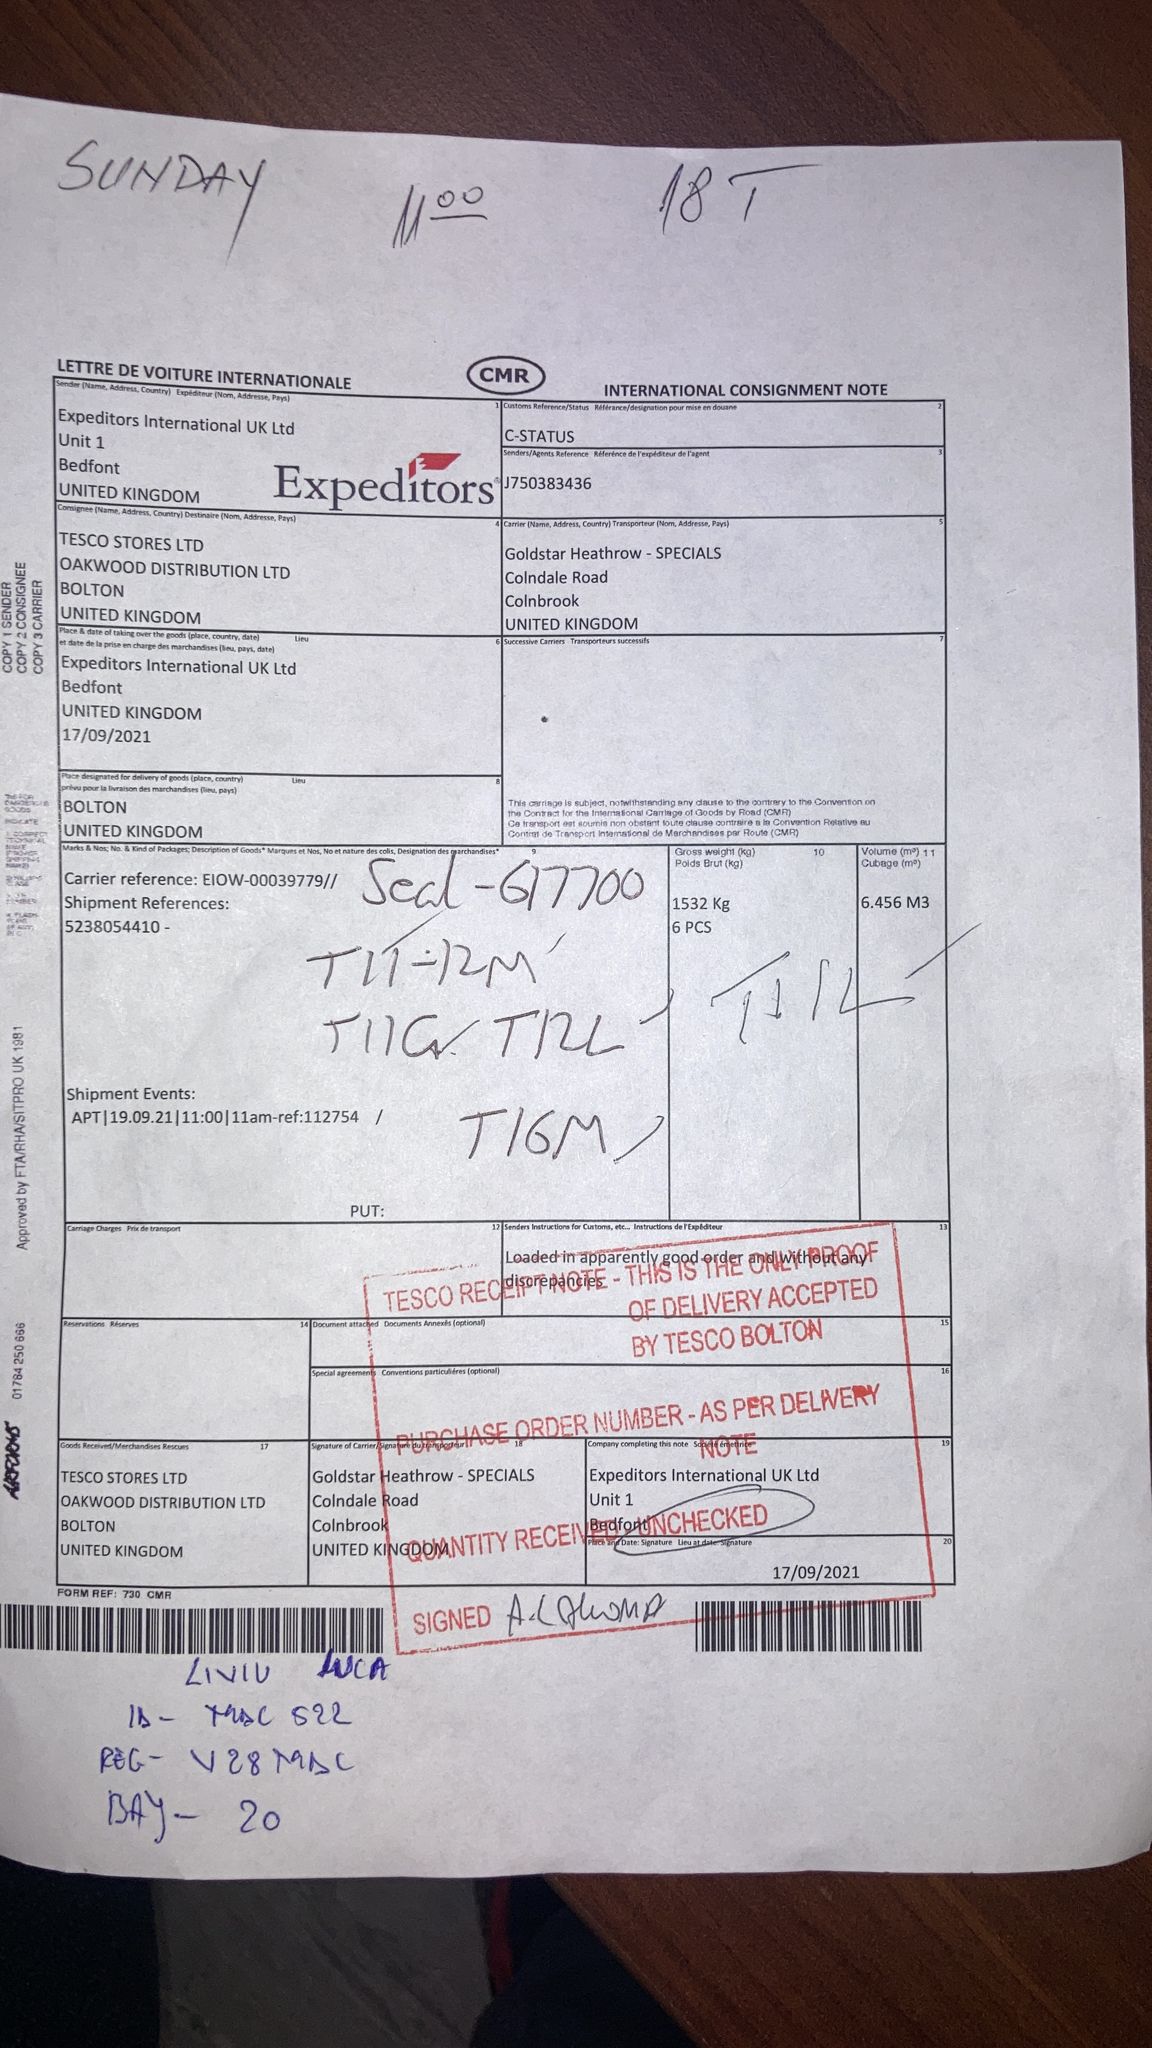 SUNDAY 11 00 18 T
LETTRE DE VOITURE INTERNATIONALE
CMR
INTERNATIONAL CONSIGNMENT NOTE
Sender (Name, Address, Country) Expéditeur (Nom, Addresse, Pays) 1
Expeditors International UK Ltd
Unit 1
Bedfont
UNITED KINGDOM
Expeditors
Customs Reference/Status Référance/designation pour mise en douane 2
C-STATUS
Senders/Agents Reference Référence de l'expéditeur de l'agent 3
J750383436
Consignee (Name, Address, Country) Destinaire (Nom, Addresse, Pays) 4
TESCO STORES LTD
OAKWOOD DISTRIBUTION LTD
BOLTON
UNITED KINGDOM
Carrier (Name, Address, Country) Transporteur (Nom, Addresse, Pays) 5
Goldstar Heathrow - SPECIALS
Colndale Road
Colnbrook
UNITED KINGDOM
Place & date of taking over the goods (place, country, date) Lieu 6
et date de la prise en charge des marchandises (lieu, pays, date)
Expeditors International UK Ltd
Bedfont
UNITED KINGDOM
17/09/2021
Successive Carriers Transporteurs successifs 7
Place designated for delivery of goods (place, country) Lieu 8
prévu pour la livraison des marchandises (lieu, pays)
BOLTON
UNITED KINGDOM
This carriage is subject, notwithstanding any clause to the contrary to the Convention on
the Contract for the International Carriage of Goods by Road (CMR)
Ce transport est soumis non obstant toute clause contraire a la Convention Relative au
Contrat de Transport International de Marchandises par Route (CMR)
Marks & Nos; No. & Kind of Packages; Description of Goods* Marques et Nos, No et nature des colis, Designation des marchandises* 9
Gross weight (kg) 10
Poids Brut (kg)
Volume (m³) 11
Cubage (m³)
Carrier reference: EIOW-00039779//
Seal - 617700
Shipment References:
5238054410 -
1532 Kg
6 PCS
6.456 M3
T11-12M
T11G T12L
T11L
Shipment Events:
APT|19.09.21|11:00|11am-ref:112754 /
T16M
PUT:
Carriage Charges Prix de transport 12
Senders Instructions for Customs, etc... Instructions de l'Expéditeur 13
Loaded in apparently good order and without any
discrepancies
TESCO RECEIPT NOTE - THIS IS THE ONLY PROOF
OF DELIVERY ACCEPTED
BY TESCO BOLTON
Reservations Réserves 14
Document attached Documents Annexés (optional) 15
Special agreements Conventions particuliéres (optional) 16
PURCHASE ORDER NUMBER - AS PER DELIVERY
NOTE
Goods Received/Merchandises Rescues 17
TESCO STORES LTD
OAKWOOD DISTRIBUTION LTD
BOLTON
UNITED KINGDOM
Signature of Carrier/Signature du transporteur 18
Goldstar Heathrow - SPECIALS
Colndale Road
Colnbrook
UNITED KINGDOM
Company completing this note Société émettrice 19
Expeditors International UK Ltd
Unit 1
Bedfont
Place and Date: Signature Lieu at date: Signature 20
17/09/2021
QUANTITY RECEIVED - UNCHECKED
SIGNED
FORM REF: 730 CMR
LIVIU LUCA
ID - MDC 522
REG - V28 MDC
BAY - 20
COPY 1 SENDER
COPY 2 CONSIGNEE
COPY 3 CARRIER
Approved by FTA/RHA/SITPRO UK 1981
01784 250 666
AIRFORMS